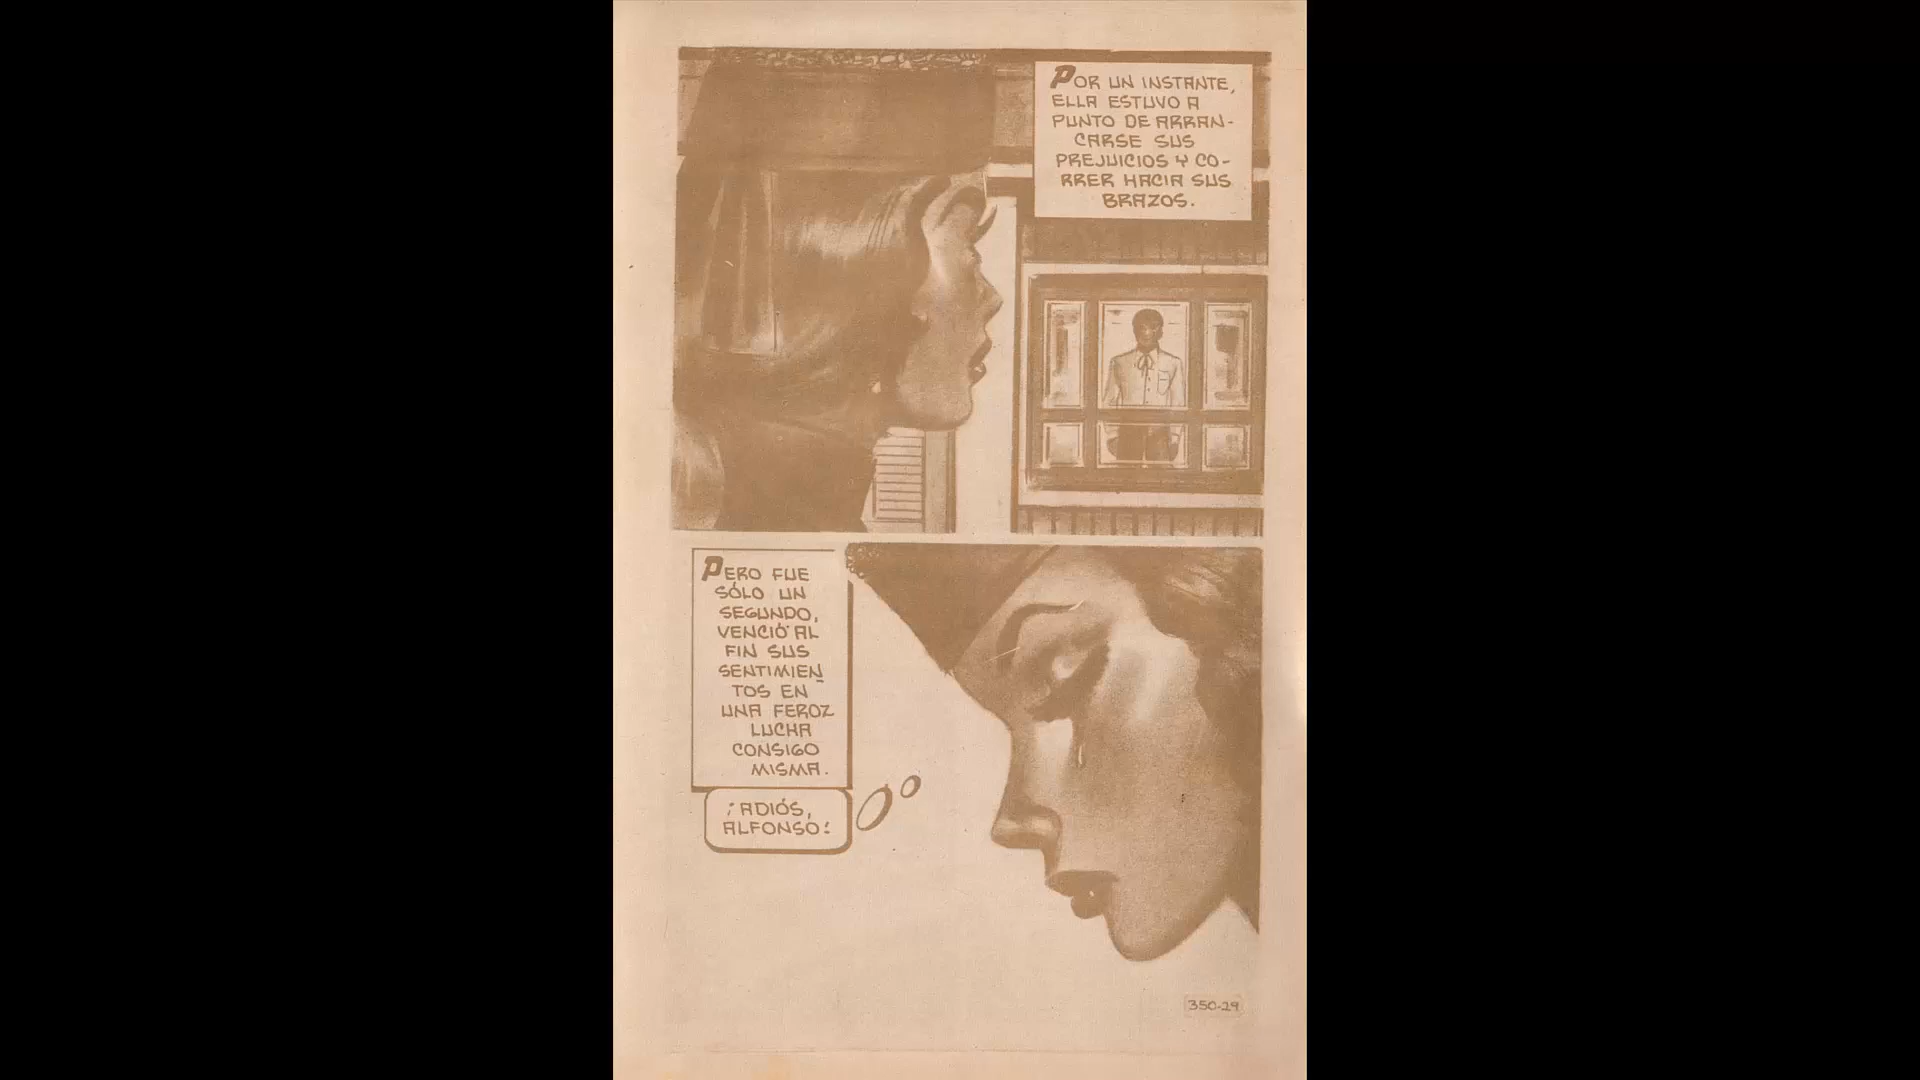 POR UN INSTANTE,
ELLA ESTUVO A
PUNTO DE ARRAN-
CARSE SUS
PREJUICIOS Y CO-
RRER HACIA SUS
BRAZOS.
PERO FUE
SÓLO UN
SEGUNDO,
VENCIÓ AL
FIN SUS
SENTIMIEN-
TOS EN
UNA FEROZ
LUCHA
CONSIGO
MISMA.
¡ADIÓS,
ALFONSO!
350-29